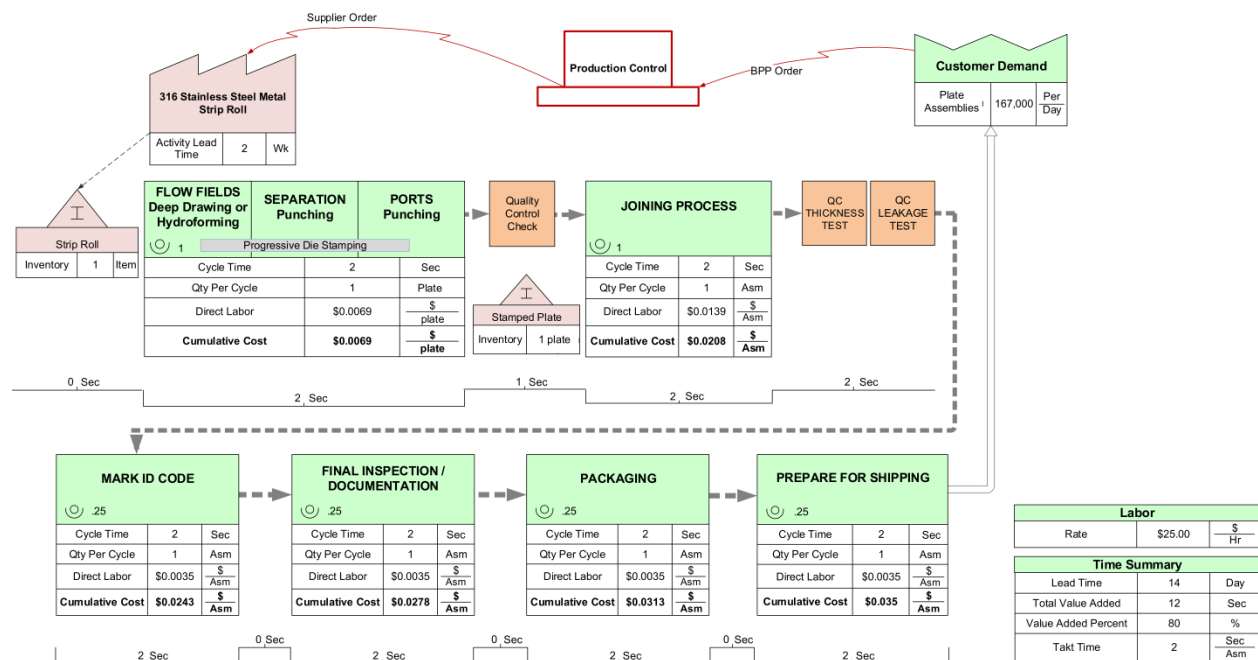 Supplier Order
Production Control
BPP Order
Customer Demand
Plate Assemblies 167,000 Per Day
316 Stainless Steel Metal
Strip Roll
Activity Lead Time 2 Wk
I
Strip Roll
Inventory 1 Item
FLOW FIELDS
Deep Drawing or
Hydroforming
SEPARATION
Punching
PORTS
Punching
1
Progressive Die Stamping
Cycle Time 2 Sec
Qty Per Cycle 1 Plate
Direct Labor $0.0069 $ plate
Cumulative Cost $0.0069 $ plate
Quality
Control
Check
I
Stamped Plate
Inventory 1 plate
JOINING PROCESS
1
Cycle Time 2 Sec
Qty Per Cycle 1 Asm
Direct Labor $0.0139 $ Asm
Cumulative Cost $0.0208 $ Asm
QC
THICKNESS
TEST
QC
LEAKAGE
TEST
0 Sec
2 Sec
1 Sec
2 Sec
2 Sec
MARK ID CODE
.25
Cycle Time 2 Sec
Qty Per Cycle 1 Asm
Direct Labor $0.0035 $ Asm
Cumulative Cost $0.0243 $ Asm
FINAL INSPECTION /
DOCUMENTATION
.25
Cycle Time 2 Sec
Qty Per Cycle 1 Asm
Direct Labor $0.0035 $ Asm
Cumulative Cost $0.0278 $ Asm
PACKAGING
.25
Cycle Time 2 Sec
Qty Per Cycle 1 Asm
Direct Labor $0.0035 $ Asm
Cumulative Cost $0.0313 $ Asm
PREPARE FOR SHIPPING
.25
Cycle Time 2 Sec
Qty Per Cycle 1 Asm
Direct Labor $0.0035 $ Asm
Cumulative Cost $0.035 $ Asm
2 Sec
0 Sec
2 Sec
0 Sec
2 Sec
0 Sec
2 Sec
Labor
Rate $25.00 $ Hr
Time Summary
Lead Time 14 Day
Total Value Added 12 Sec
Value Added Percent 80 %
Takt Time 2 Sec Asm